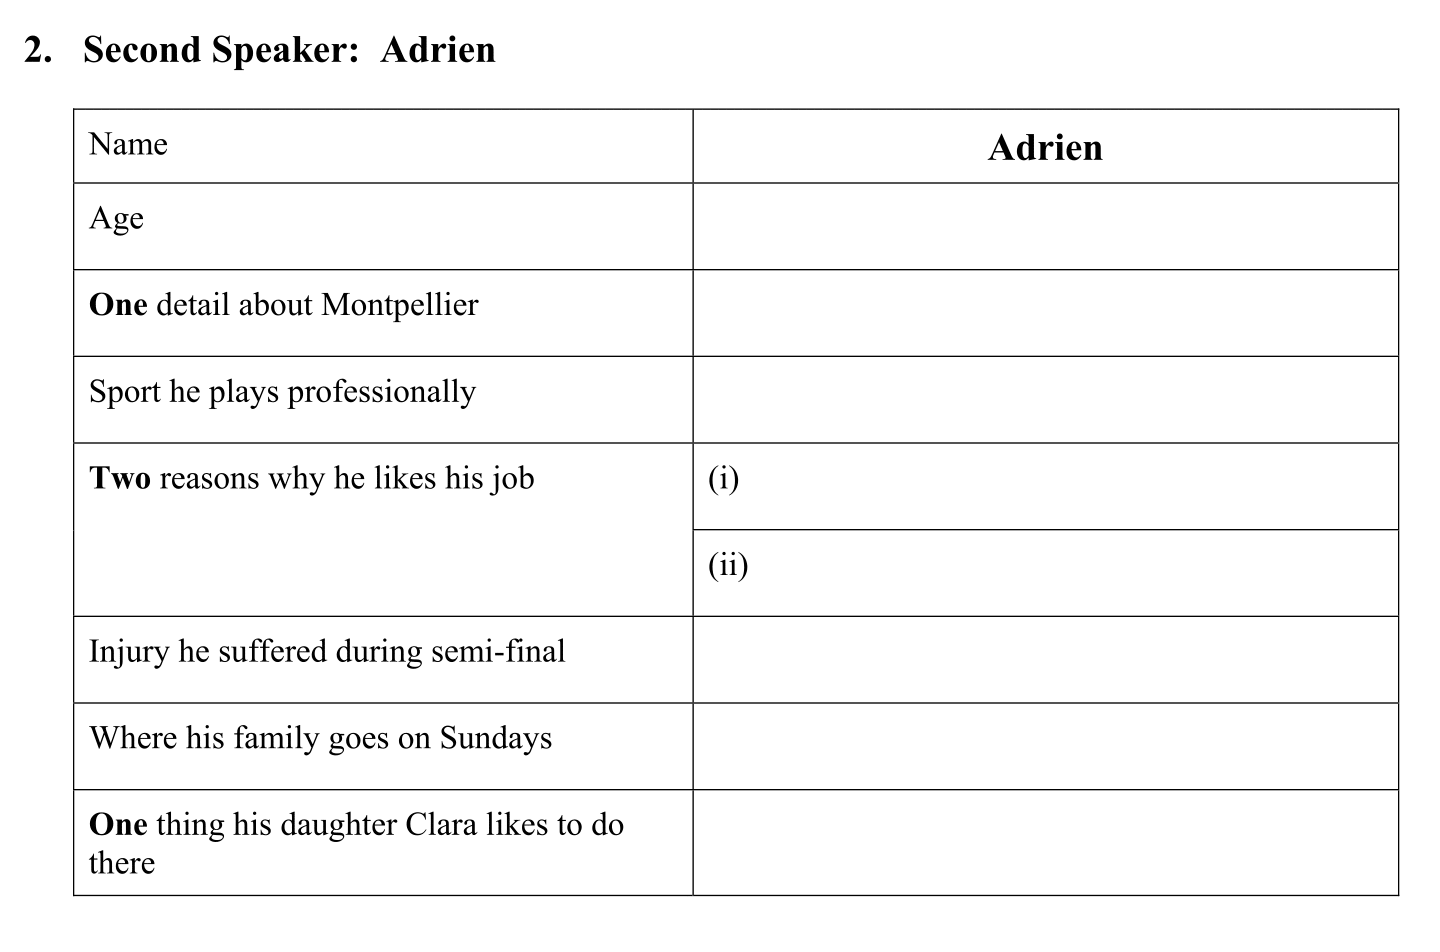 2. Second Speaker: Adrien
Name
Adrien
Age
One detail about Montpellier
Sport he plays professionally
Two reasons why he likes his job
(i)
(ii)
Injury he suffered during semi-final
Where his family goes on Sundays
One thing his daughter Clara likes to do
there